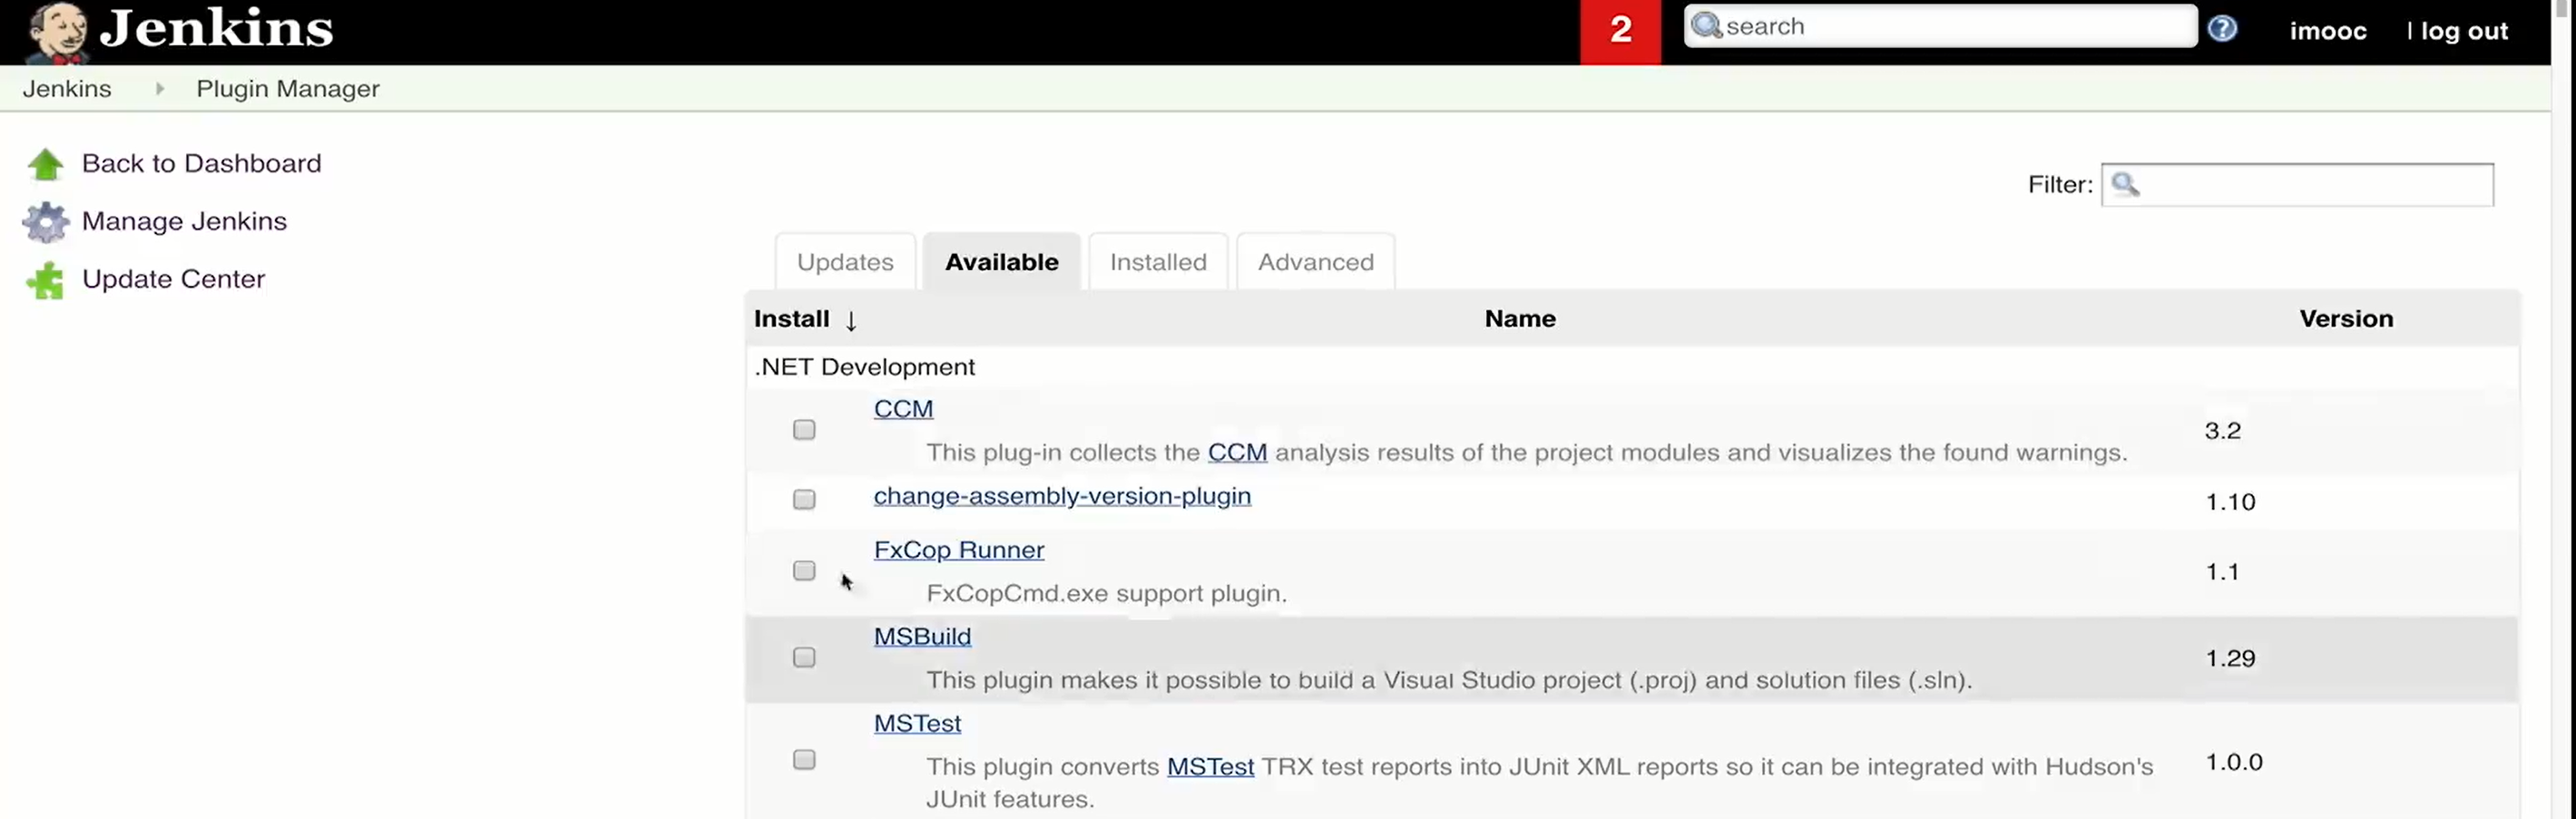 Jenkins
2
search
?
imooc
| log out
Jenkins
Plugin Manager
Back to Dashboard
Manage Jenkins
Update Center
Filter:
Updates
Available
Installed
Advanced
Install ↓
Name
Version
.NET Development
CCM
This plug-in collects the CCM analysis results of the project modules and visualizes the found warnings.
3.2
change-assembly-version-plugin
1.10
FxCop Runner
FxCopCmd.exe support plugin.
1.1
MSBuild
This plugin makes it possible to build a Visual Studio project (.proj) and solution files (.sln).
1.29
MSTest
This plugin converts MSTest TRX test reports into JUnit XML reports so it can be integrated with Hudson's
JUnit features.
1.0.0